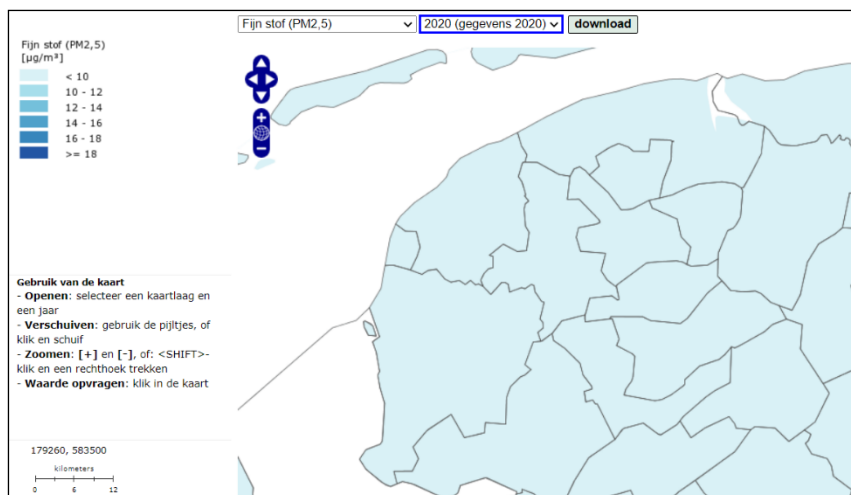 Fijn stof (PM2,5)
2020 (gegevens 2020)
download
Fijn stof (PM2,5)
[µg/m³]
< 10
10 - 12
12 - 14
14 - 16
16 - 18
>= 18
Gebruik van de kaart
- Openen: selecteer een kaartlaag en
een jaar
- Verschuiven: gebruik de pijltjes, of
klik en schuif
- Zoomen: [+] en [-], of: <SHIFT>-
klik en een rechthoek trekken
- Waarde opvragen: klik in de kaart
179260, 583500
kilometers
0 6 12